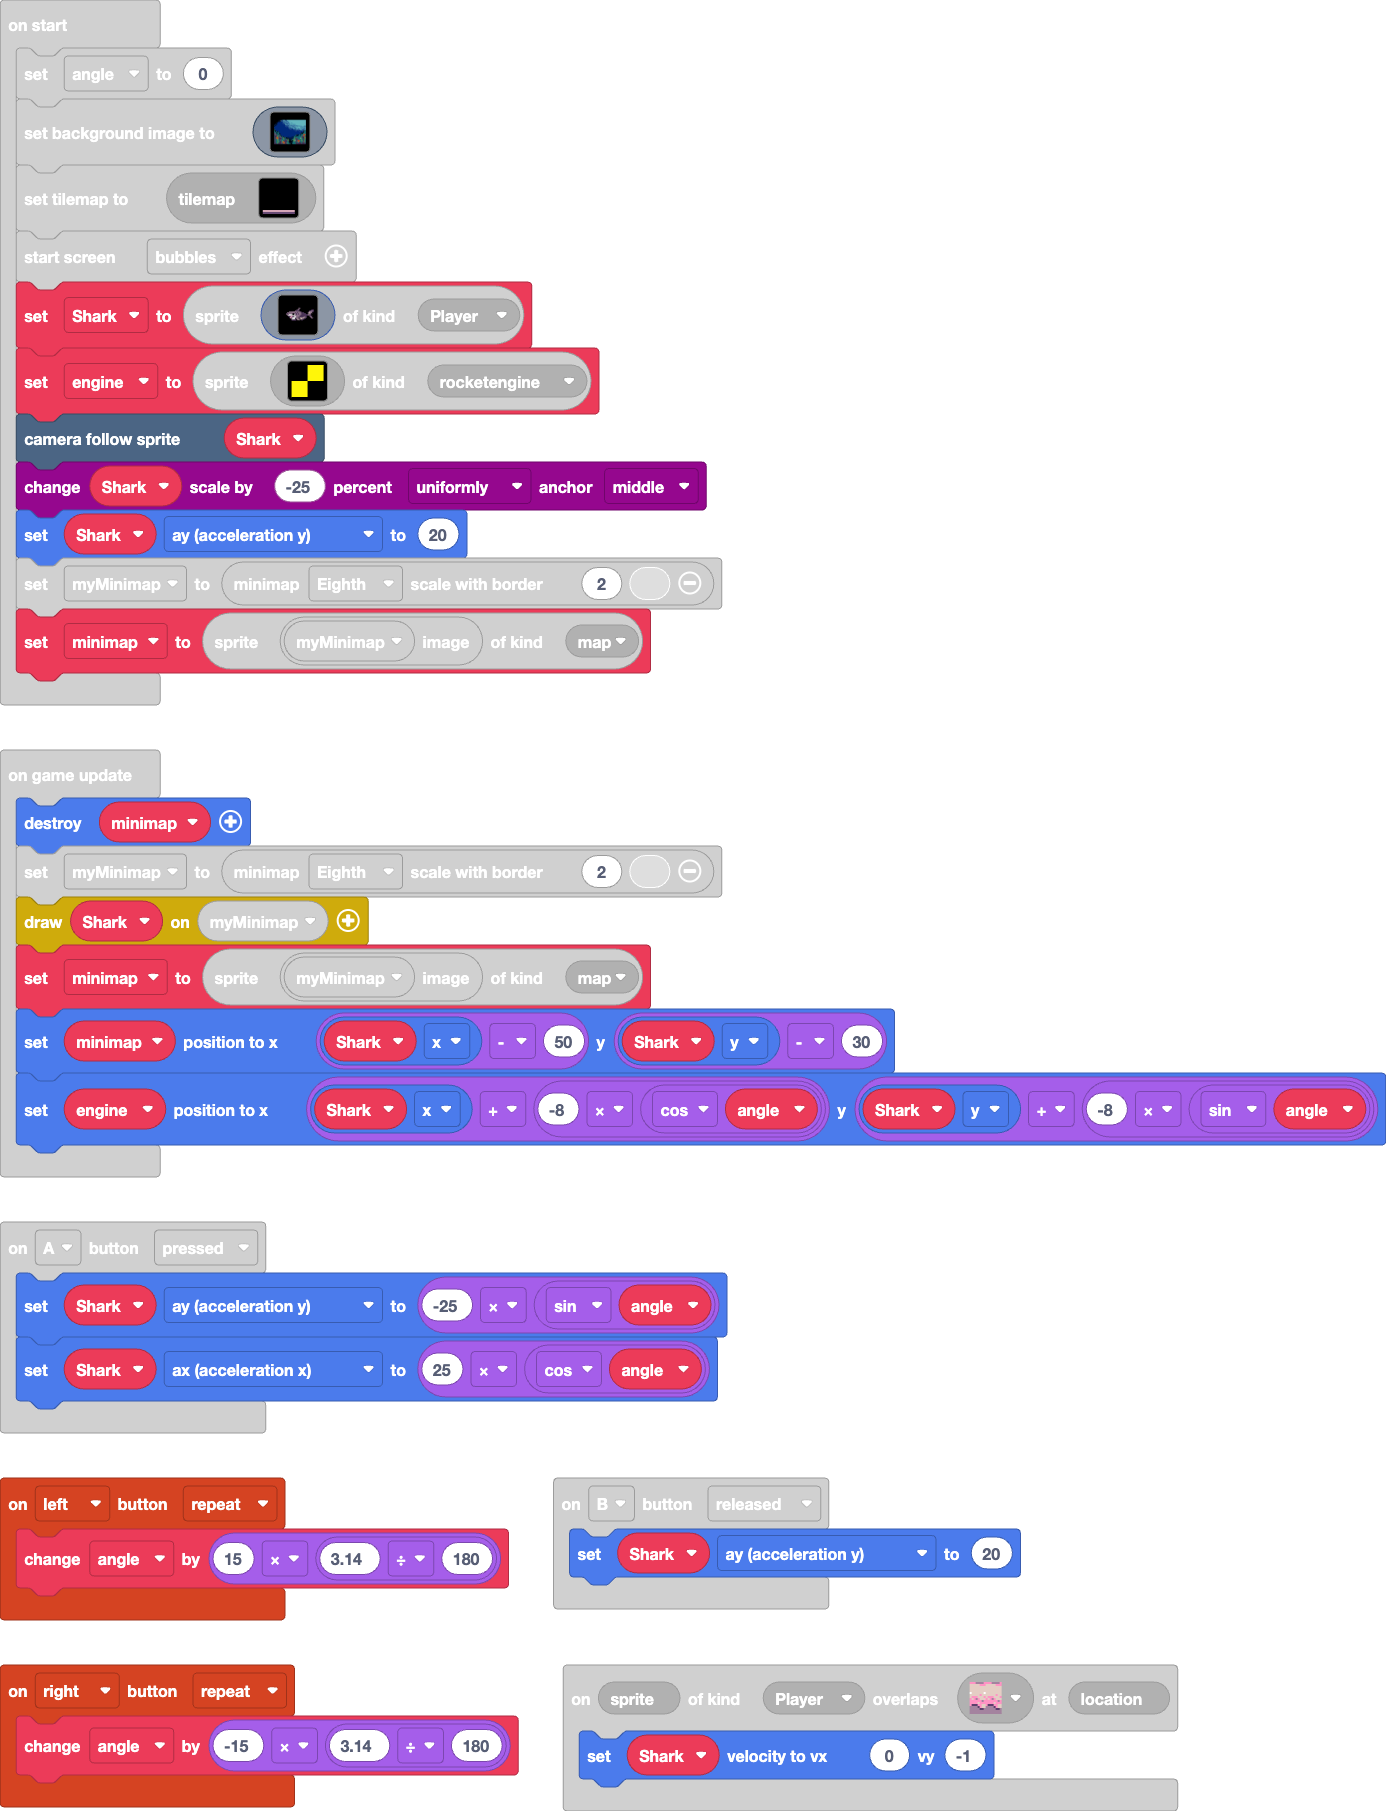 on start
set angle to 0
set background image to
set tilemap to tilemap
start screen bubbles effect
set Shark to sprite of kind Player
set engine to sprite of kind rocketengine
camera follow sprite Shark
change Shark scale by -25 percent uniformly anchor middle
set Shark ay (acceleration y) to 20
set myMinimap to minimap Eighth scale with border 2
set minimap to sprite myMinimap image of kind map
on game update
destroy minimap
set myMinimap to minimap Eighth scale with border 2
draw Shark on myMinimap
set minimap to sprite myMinimap image of kind map
set minimap position to x Shark x - 50 y Shark y - 30
set engine position to x Shark x + -8 × cos angle y Shark y + -8 × sin angle
on A button pressed
set Shark ay (acceleration y) to -25 × sin angle
set Shark ax (acceleration x) to 25 × cos angle
on left button repeat
change angle by 15 × 3.14 ÷ 180
on B button released
set Shark ay (acceleration y) to 20
on right button repeat
change angle by -15 × 3.14 ÷ 180
on sprite of kind Player overlaps at location
set Shark velocity to vx 0 vy -1